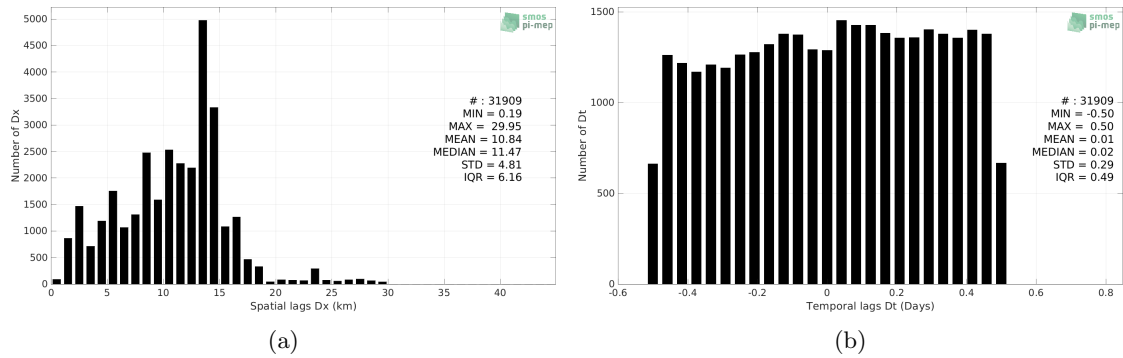 5000
4500
4000
3500
3000
2500
2000
1500
1000
500
0
Number of Dx
smos
pi-mep
# : 31909
MIN = 0.19
MAX = 29.95
MEAN = 10.84
MEDIAN = 11.47
STD = 4.81
IQR = 6.16
0 5 10 15 20 25 30 35 40
Spatial lags Dx (km)
(a)
1500
1000
500
0
Number of Dt
smos
pi-mep
# : 31909
MIN = -0.50
MAX = 0.50
MEAN = 0.01
MEDIAN = 0.02
STD = 0.29
IQR = 0.49
-0.6 -0.4 -0.2 0 0.2 0.4 0.6 0.8
Temporal lags Dt (Days)
(b)